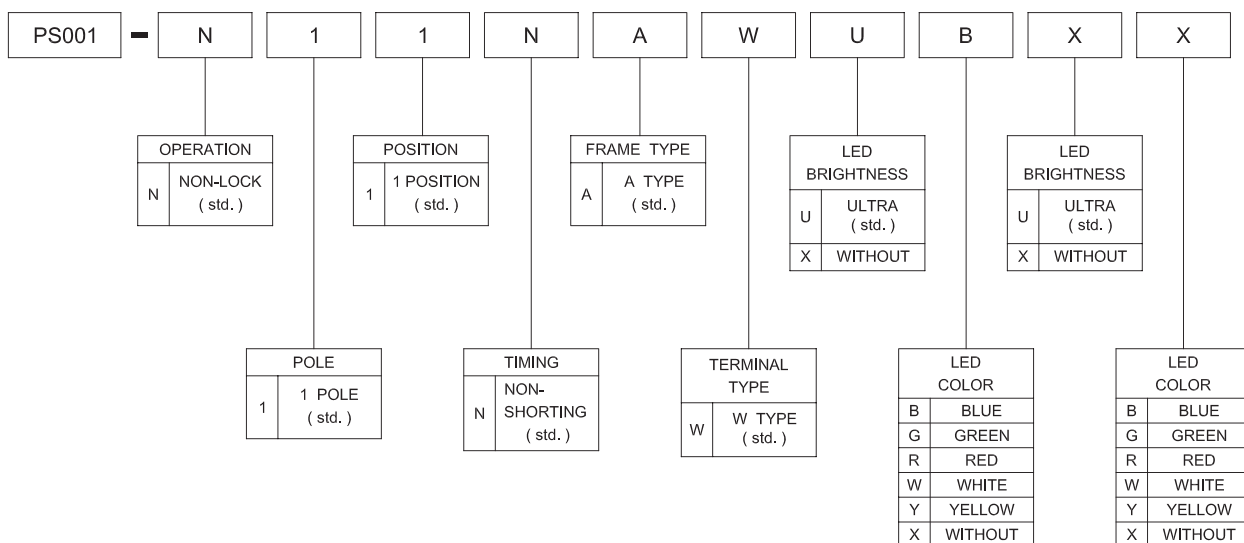 PS001 - N 1 1 N A W U B X X
OPERATION
N NON-LOCK
( std. )
POSITION
1 1 POSITION
( std. )
FRAME TYPE
A A TYPE
( std. )
LED
BRIGHTNESS
U ULTRA
( std. )
X WITHOUT
LED
BRIGHTNESS
U ULTRA
( std. )
X WITHOUT
POLE
1 1 POLE
( std. )
TIMING
N NON-
SHORTING
( std. )
TERMINAL
TYPE
W W TYPE
( std. )
LED
COLOR
B BLUE
G GREEN
R RED
W WHITE
Y YELLOW
X WITHOUT
LED
COLOR
B BLUE
G GREEN
R RED
W WHITE
Y YELLOW
X WITHOUT